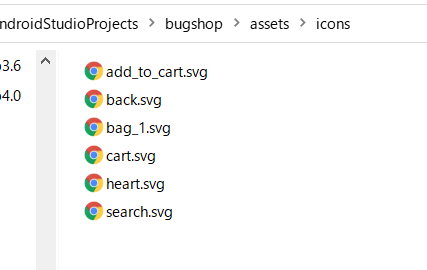 ndroidStudioProjects > bugshop > assets > icons
3.6
4.0
add_to_cart.svg
back.svg
bag_1.svg
cart.svg
heart.svg
search.svg